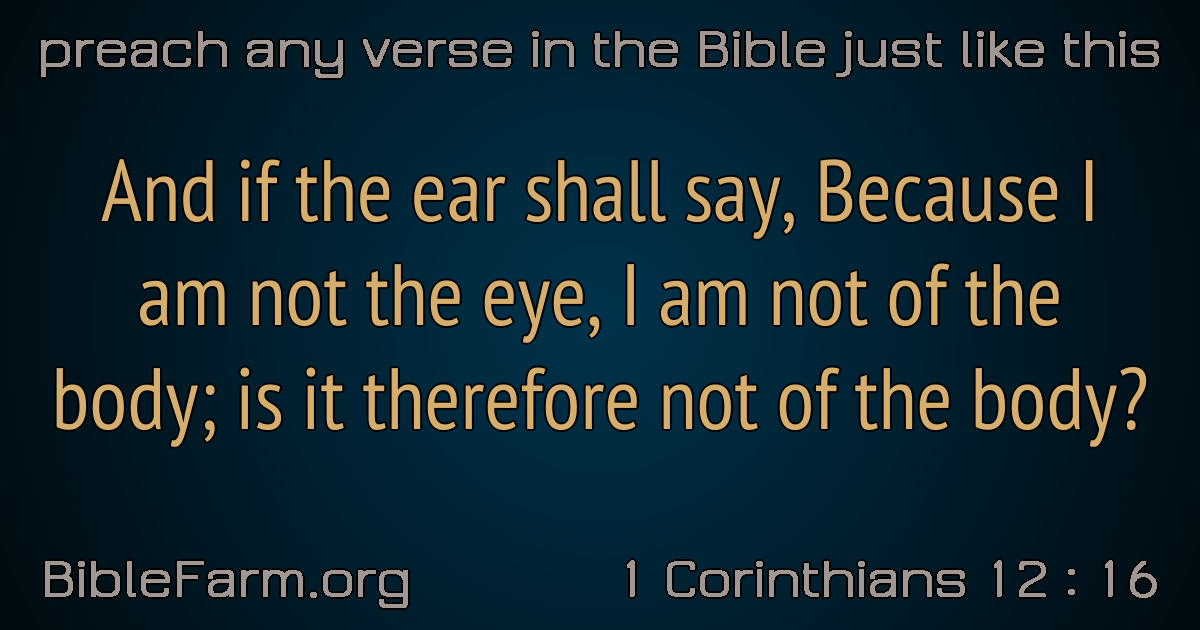 preach any verse in the Bible just like this
And if the ear shall say, Because I
am not the eye, I am not of the
body; is it therefore not of the body?
BibleFarm.org
1 Corinthians 12 : 16